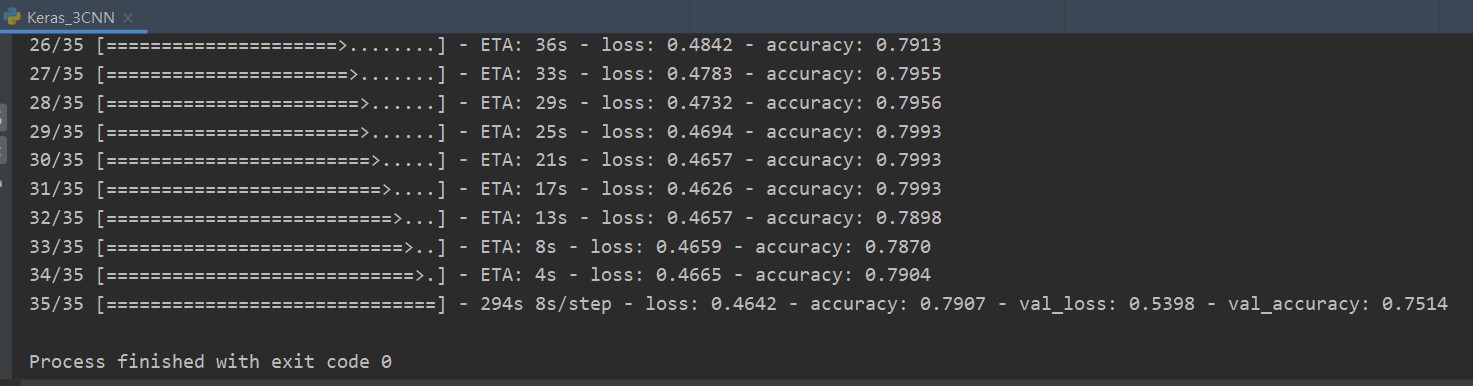 Keras_3CNN ×
26/35 [=====================>........] - ETA: 36s - loss: 0.4842 - accuracy: 0.7913
27/35 [======================>.......] - ETA: 33s - loss: 0.4783 - accuracy: 0.7955
28/35 [=======================>......] - ETA: 29s - loss: 0.4732 - accuracy: 0.7956
29/35 [=======================>......] - ETA: 25s - loss: 0.4694 - accuracy: 0.7993
30/35 [========================>.....] - ETA: 21s - loss: 0.4657 - accuracy: 0.7993
31/35 [=========================>....] - ETA: 17s - loss: 0.4626 - accuracy: 0.7993
32/35 [==========================>...] - ETA: 13s - loss: 0.4657 - accuracy: 0.7898
33/35 [===========================>..] - ETA: 8s - loss: 0.4659 - accuracy: 0.7870
34/35 [============================>.] - ETA: 4s - loss: 0.4665 - accuracy: 0.7904
35/35 [==============================] - 294s 8s/step - loss: 0.4642 - accuracy: 0.7907 - val_loss: 0.5398 - val_accuracy: 0.7514
Process finished with exit code 0